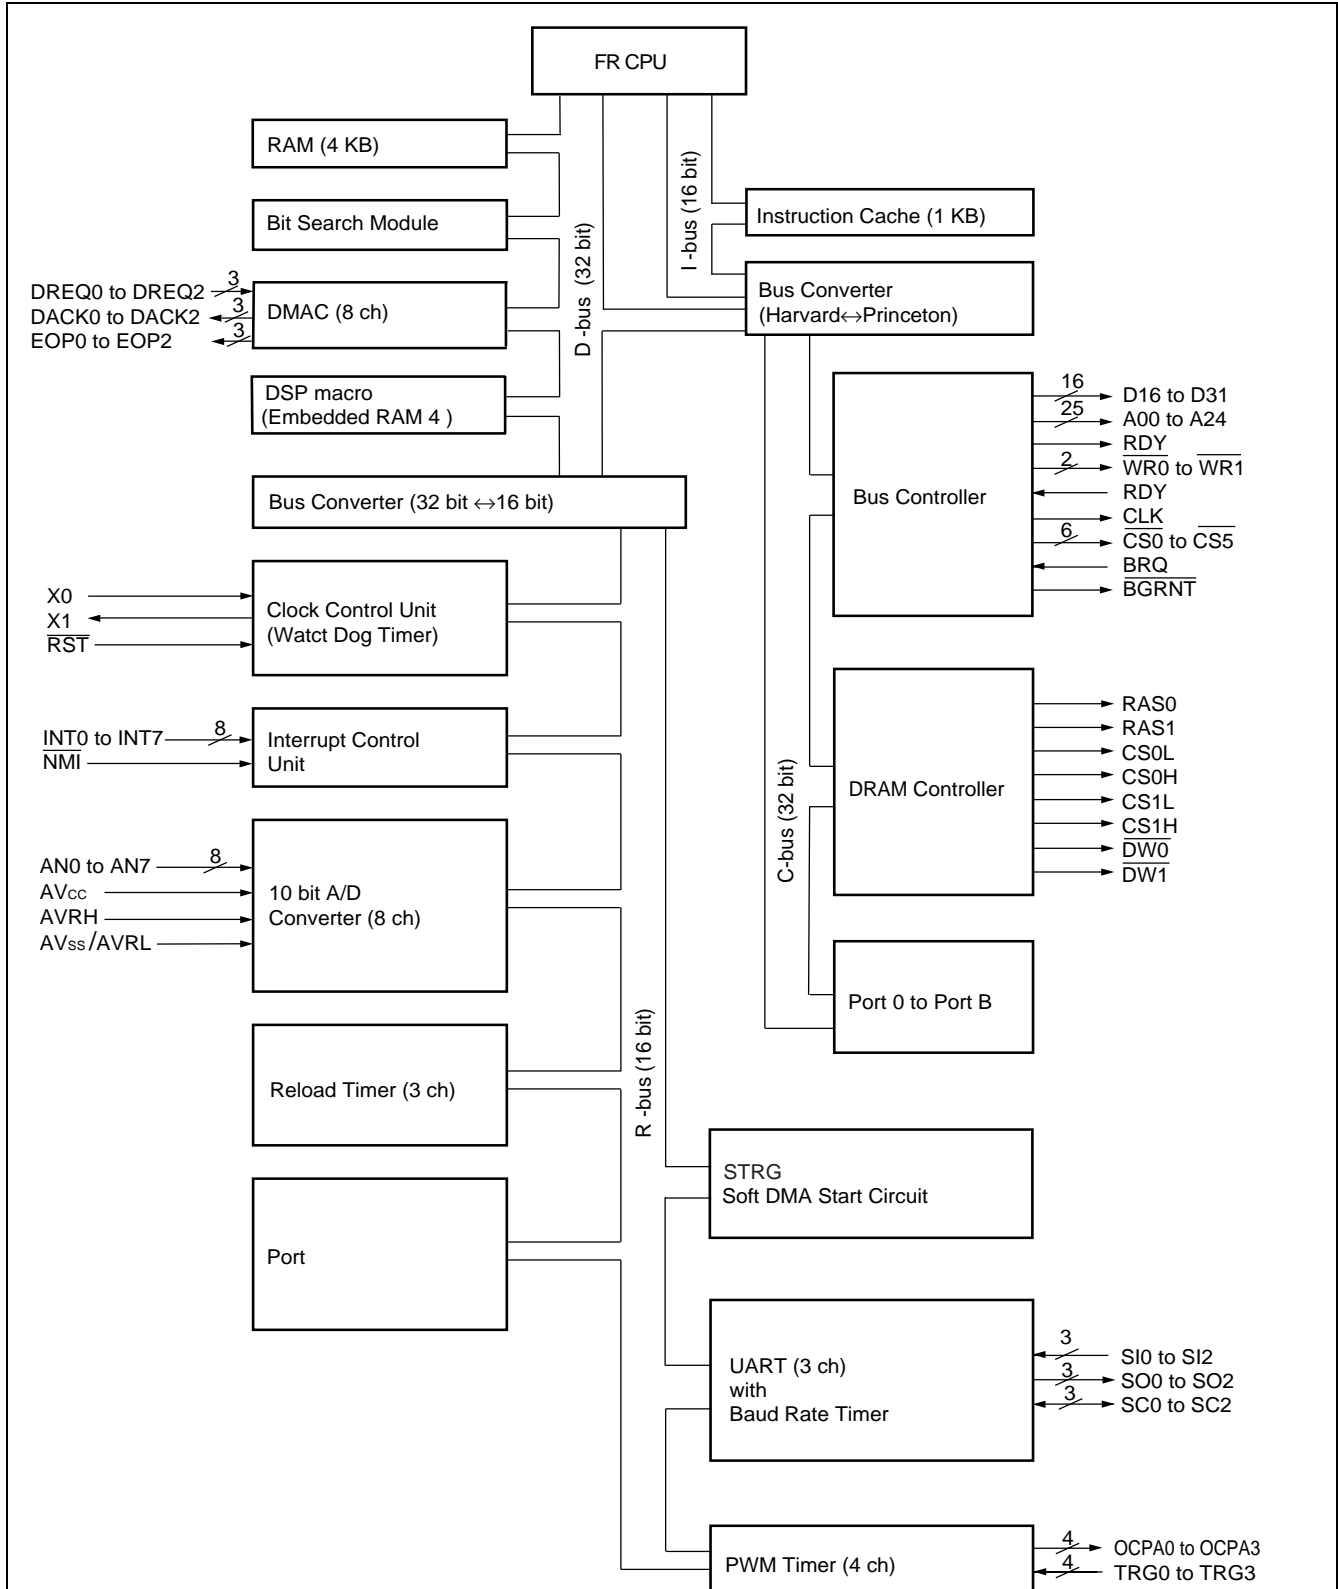 FR CPU
RAM (4 KB)
Bit Search Module
DREQ0 to DREQ2
3
DACK0 to DACK2
3
EOP0 to EOP2
3
DMAC (8 ch)
DSP macro
(Embedded RAM 4 )
D -bus (32 bit)
I -bus (16 bit)
Instruction Cache (1 KB)
Bus Converter
(Harvard↔Princeton)
Bus Converter (32 bit ↔16 bit)
Bus Controller
16
D16 to D31
25
A00 to A24
RDY
2
WR0 to WR1
RDY
CLK
6
CS0 to CS5
BRQ
BGRNT
X0
X1
RST
Clock Control Unit
(Watct Dog Timer)
INT0 to INT7
8
NMI
Interrupt Control
Unit
C-bus (32 bit)
DRAM Controller
RAS0
RAS1
CS0L
CS0H
CS1L
CS1H
DW0
DW1
AN0 to AN7
8
AVCC
AVRH
AVSS/AVRL
10 bit A/D
Converter (8 ch)
Port 0 to Port B
Reload Timer (3 ch)
R -bus (16 bit)
Port
STRG
Soft DMA Start Circuit
UART (3 ch)
with
Baud Rate Timer
3
SI0 to SI2
3
SO0 to SO2
3
SC0 to SC2
PWM Timer (4 ch)
4
OCPA0 to OCPA3
4
TRG0 to TRG3